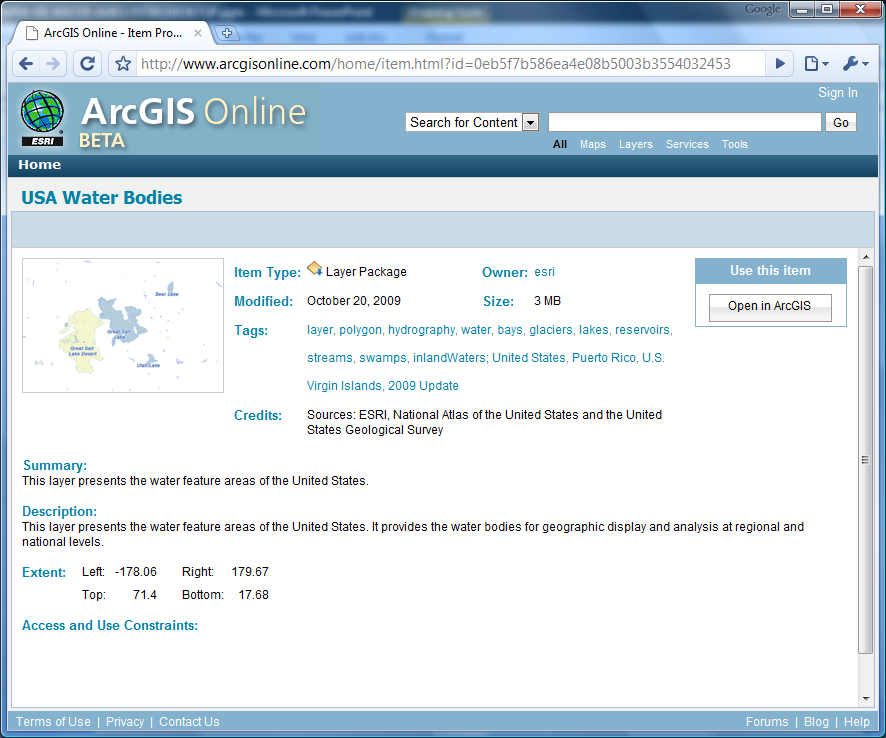 Google
ArcGIS Online - Item Pro...
http://www.arcgisonline.com/home/item.html?id=0eb5f7b586ea4e08b5003b3554032453
Sign In
ESRI
ArcGIS Online
BETA
Search for Content
Go
All Maps Layers Services Tools
Home
USA Water Bodies
Bear Lake
Great Salt
Lake
Great Salt
Lake Desert
Utah Lake
Item Type: Layer Package Owner: esri
Modified: October 20, 2009 Size: 3 MB
Tags: layer, polygon, hydrography, water, bays, glaciers, lakes, reservoirs,
streams, swamps, inlandWaters; United States, Puerto Rico, U.S.
Virgin Islands, 2009 Update
Credits: Sources: ESRI, National Atlas of the United States and the United
States Geological Survey
Use this item
Open in ArcGIS
Summary:
This layer presents the water feature areas of the United States.
Description:
This layer presents the water feature areas of the United States. It provides the water bodies for geographic display and analysis at regional and
national levels.
Extent: Left: -178.06 Right: 179.67
Top: 71.4 Bottom: 17.68
Access and Use Constraints:
Terms of Use | Privacy | Contact Us
Forums | Blog | Help